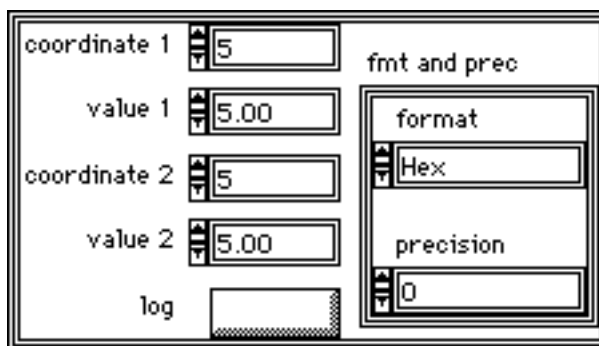 coordinate 1 5
value 1 5.00
coordinate 2 5
value 2 5.00
log
fmt and prec
format
Hex
precision
0